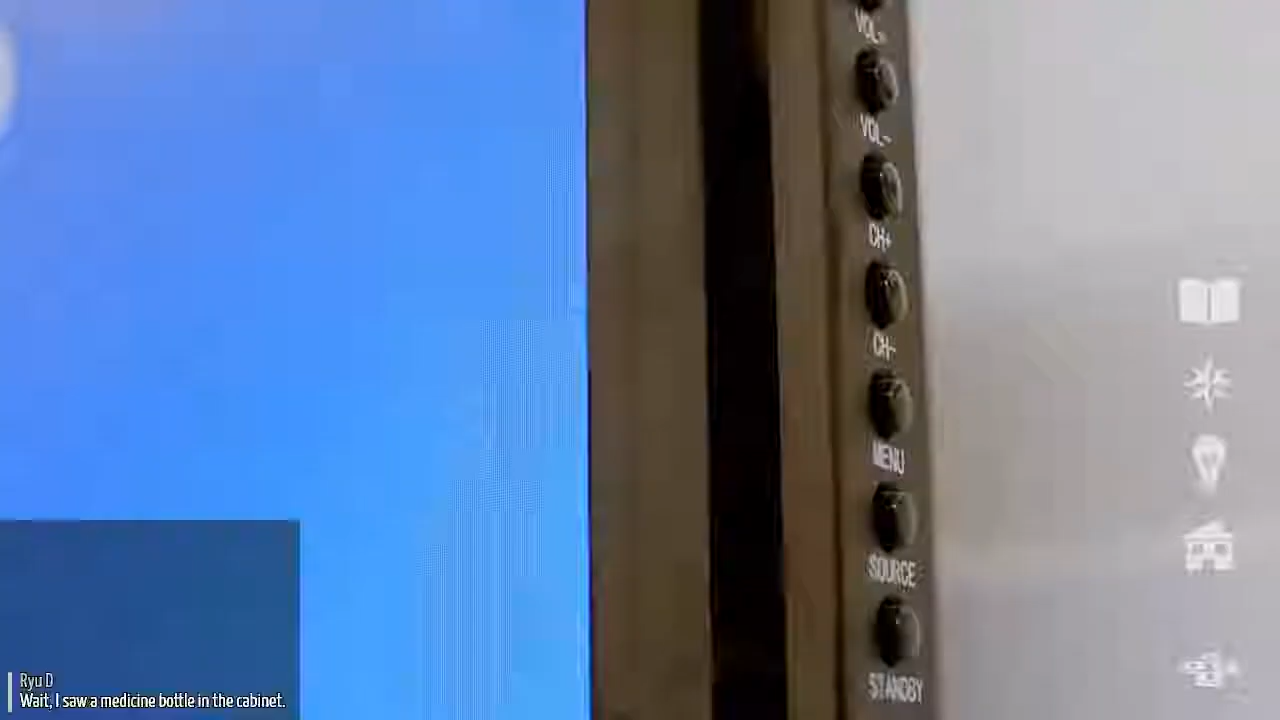 VOL+
VOL-
CH+
CH-
MENU
SOURCE
STANDBY
Ryu D
Wait, I saw a medicine bottle in the cabinet.